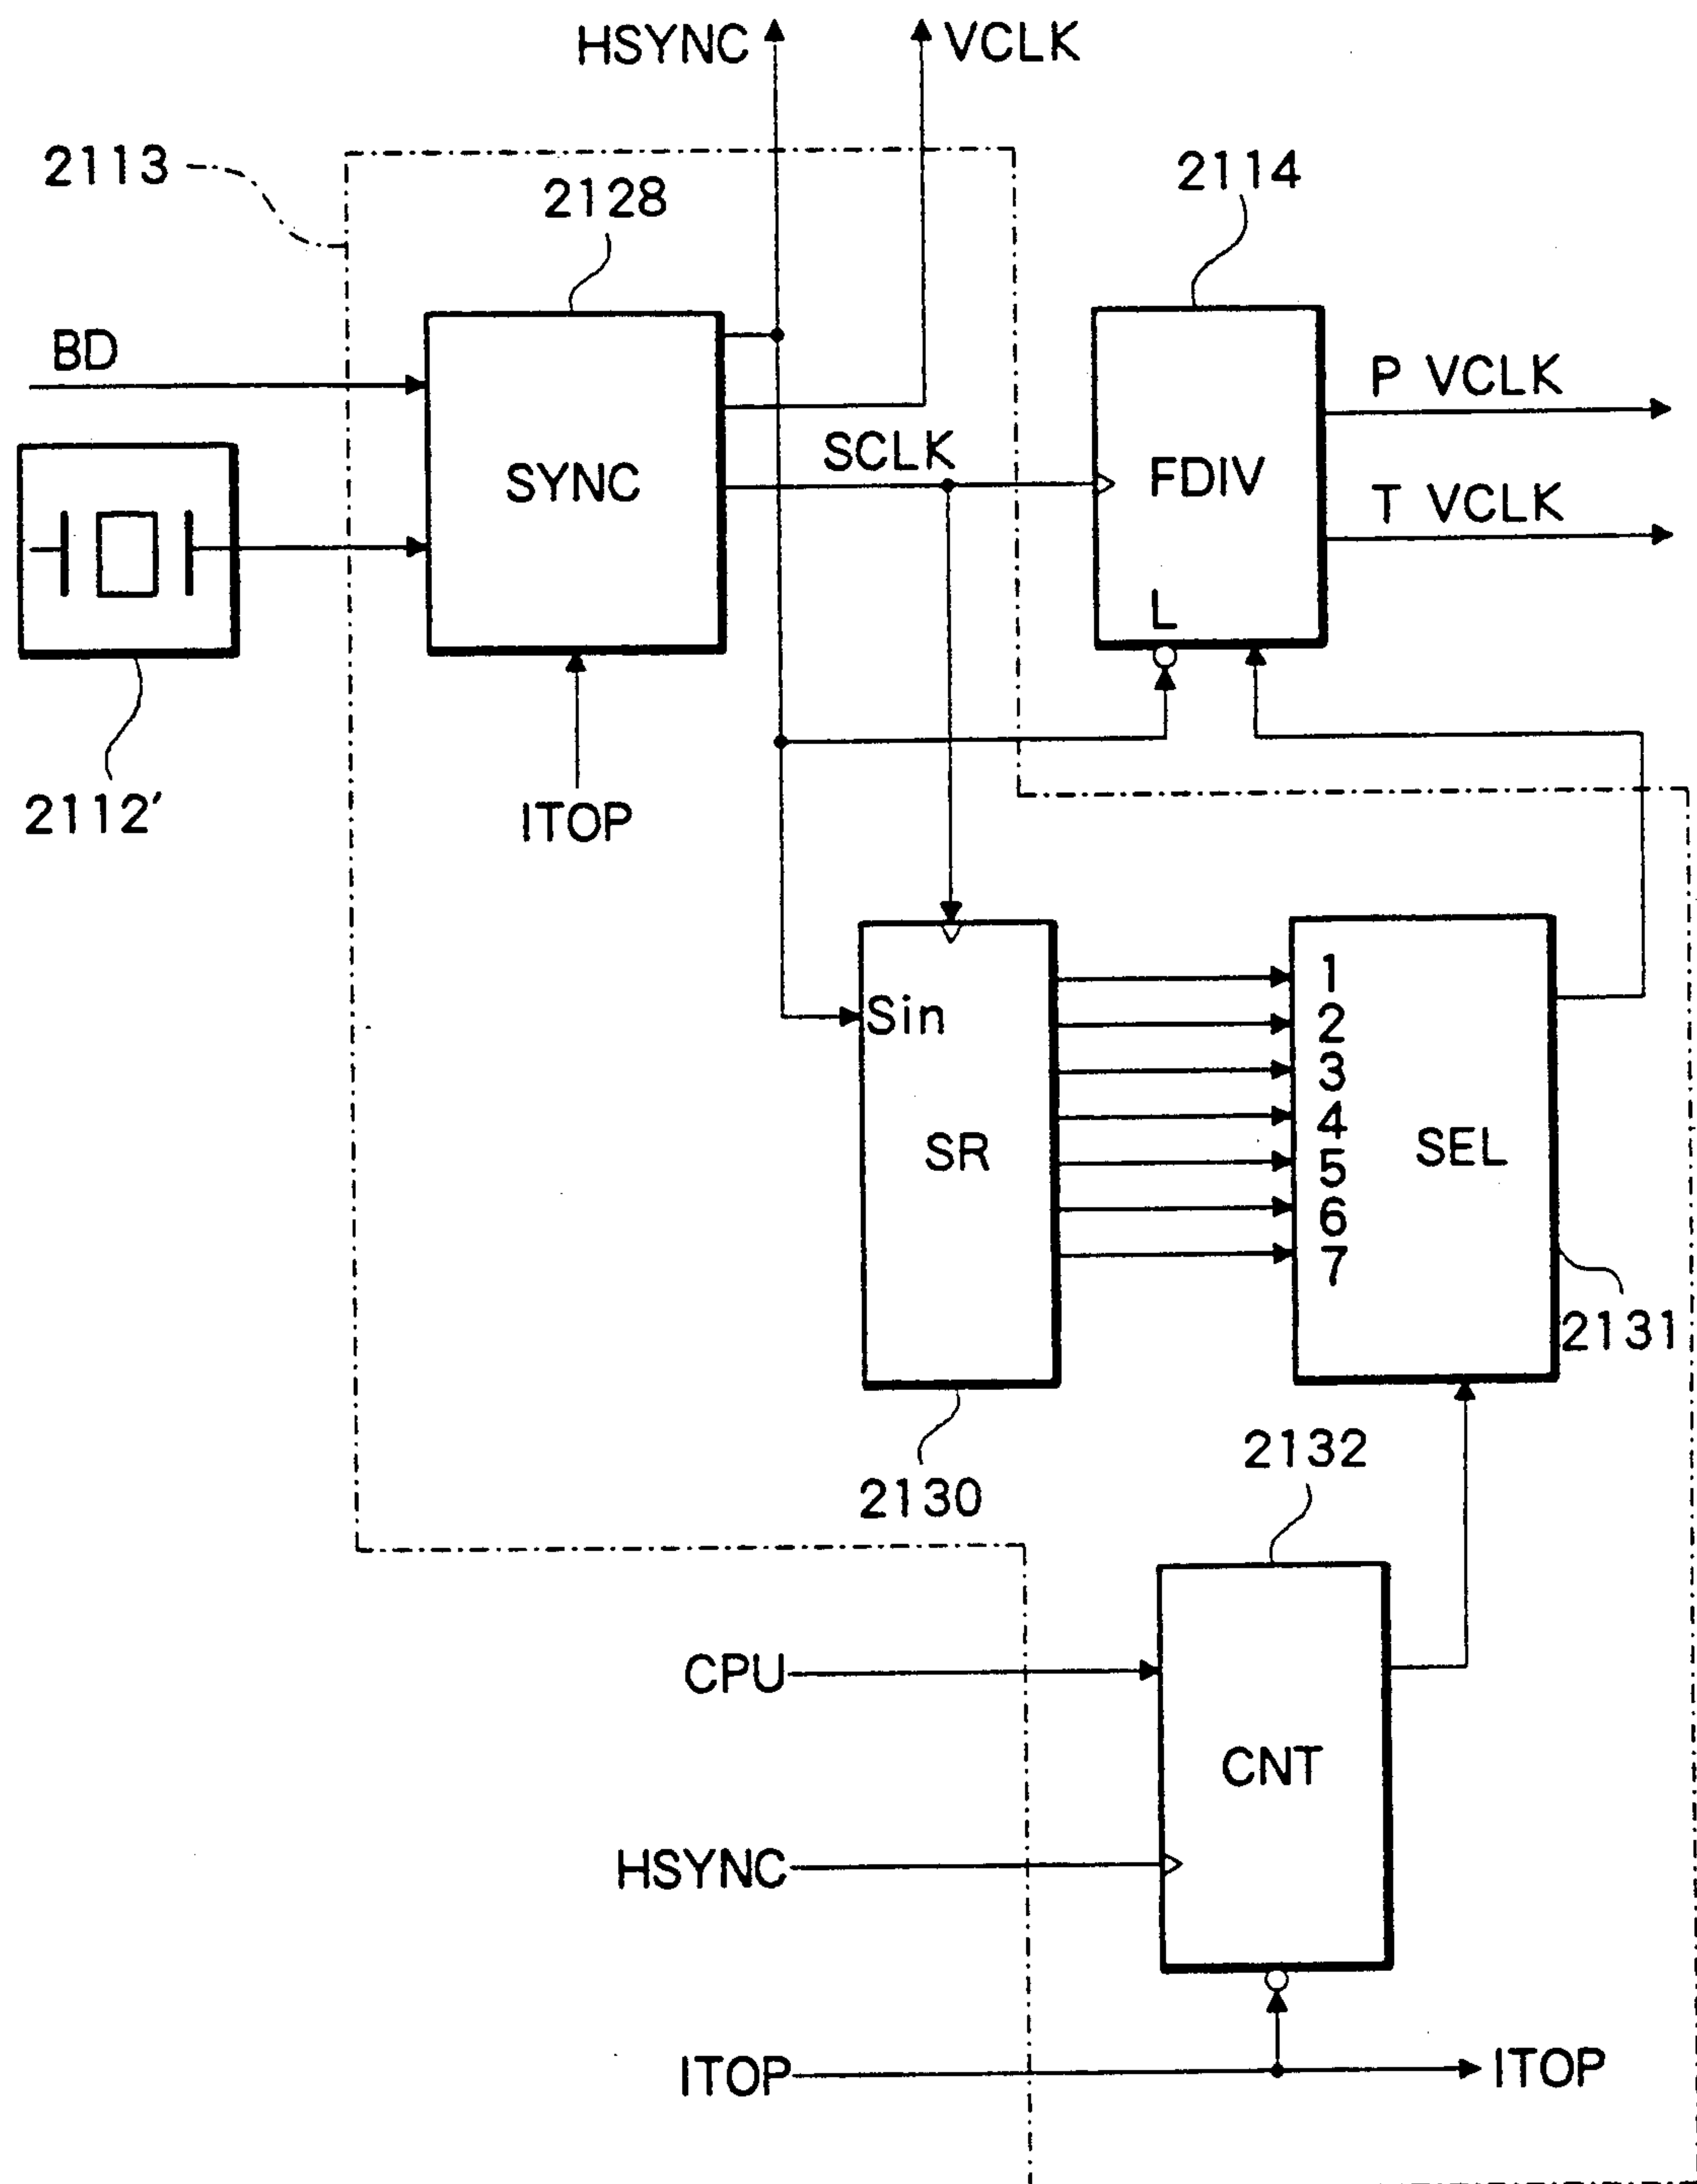 HSYNC
VCLK
2113
2128
2114
BD
P VCLK
SYNC
SCLK
FDIV
T VCLK
L
2112'
ITOP
1
Sin
2
3
4
SR
SEL
5
6
7
2131
2132
2130
CPU
CNT
HSYNC
ITOP
ITOP